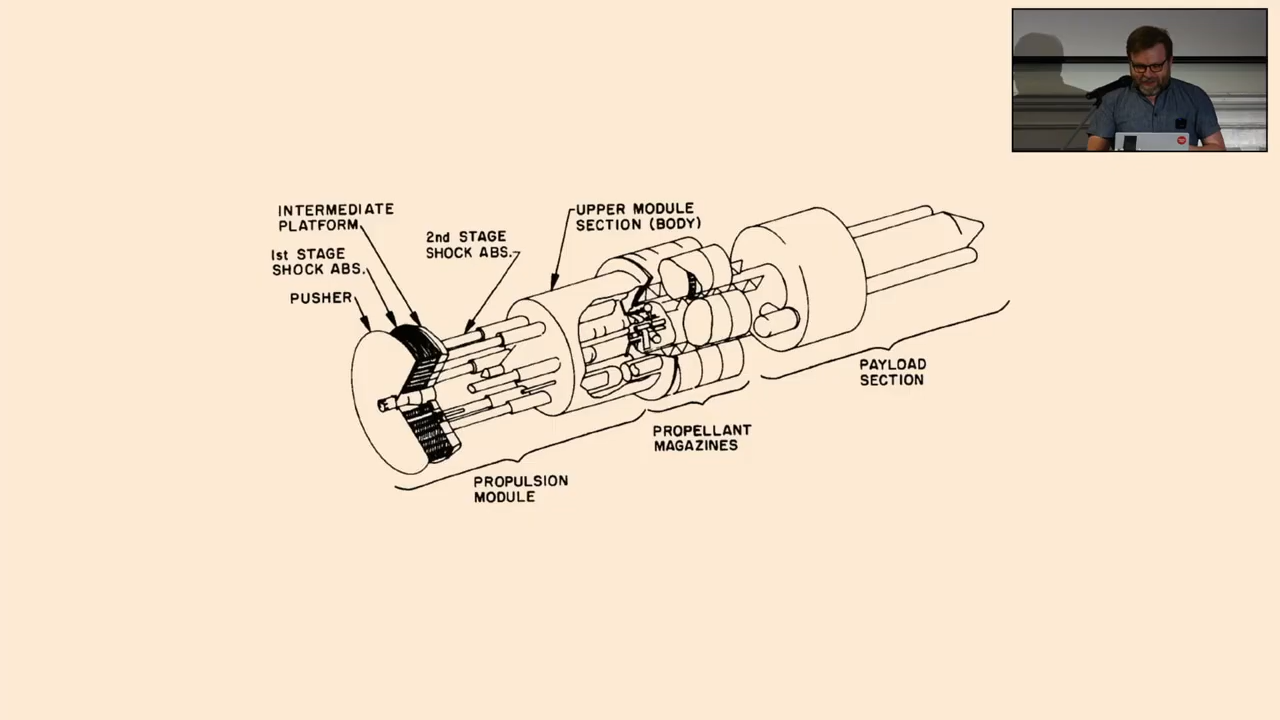 INTERMEDIATE
PLATFORM
1st STAGE
SHOCK ABS.
PUSHER
2nd STAGE
SHOCK ABS.
UPPER MODULE
SECTION (BODY)
PAYLOAD
SECTION
PROPELLANT
MAGAZINES
PROPULSION
MODULE